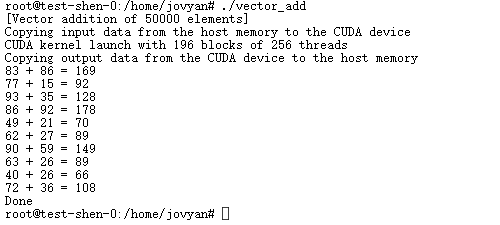 root@test-shen-0:/home/jovyan# ./vector_add
[Vector addition of 50000 elements]
Copying input data from the host memory to the CUDA device
CUDA kernel launch with 196 blocks of 256 threads
Copying output data from the CUDA device to the host memory
83 + 86 = 169
77 + 15 = 92
93 + 35 = 128
86 + 92 = 178
49 + 21 = 70
62 + 27 = 89
90 + 59 = 149
63 + 26 = 89
40 + 26 = 66
72 + 36 = 108
Done
root@test-shen-0:/home/jovyan#